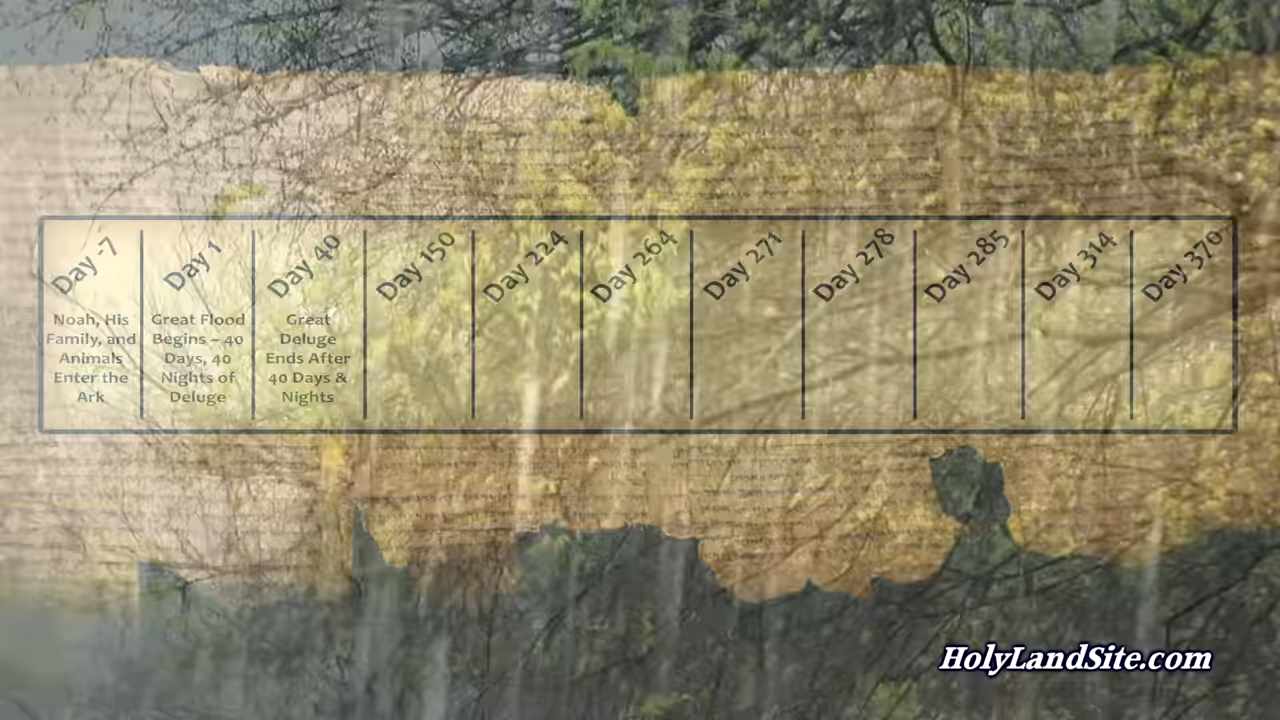 Day -7
Day 1
Day 40
Day 150
Day 224
Day 264
Day 271
Day 278
Day 285
Day 314
Day 370
Noah, His
Family, and
Animals
Enter the
Ark
Great Flood
Begins – 40
Days, 40
Nights of
Deluge
Great
Deluge
Ends After
40 Days &
Nights
HolyLandSite.com